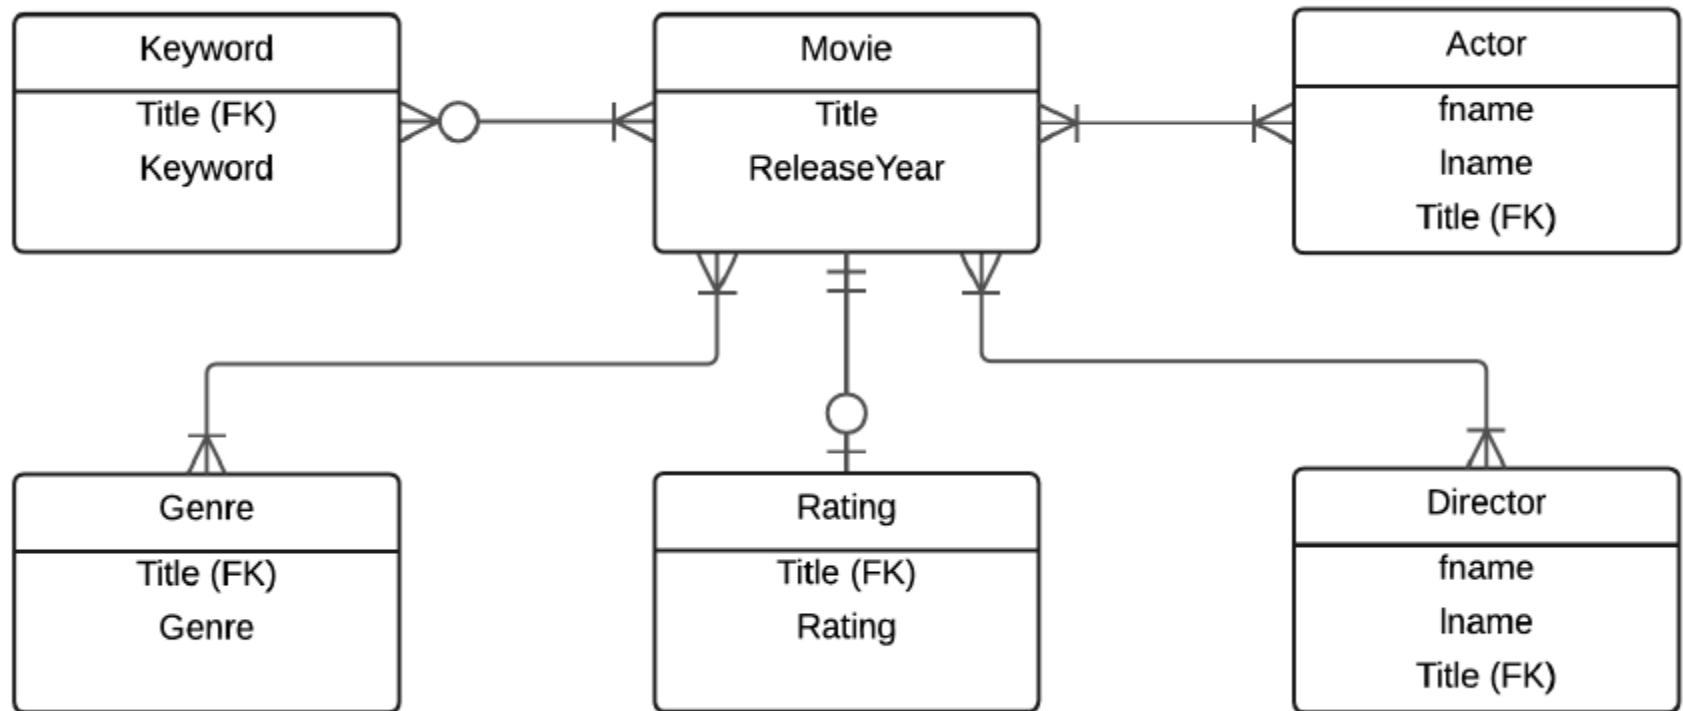 Keyword
Title (FK)
Keyword
Movie
Title
ReleaseYear
Actor
fname
lname
Title (FK)
Genre
Title (FK)
Genre
Rating
Title (FK)
Rating
Director
fname
lname
Title (FK)